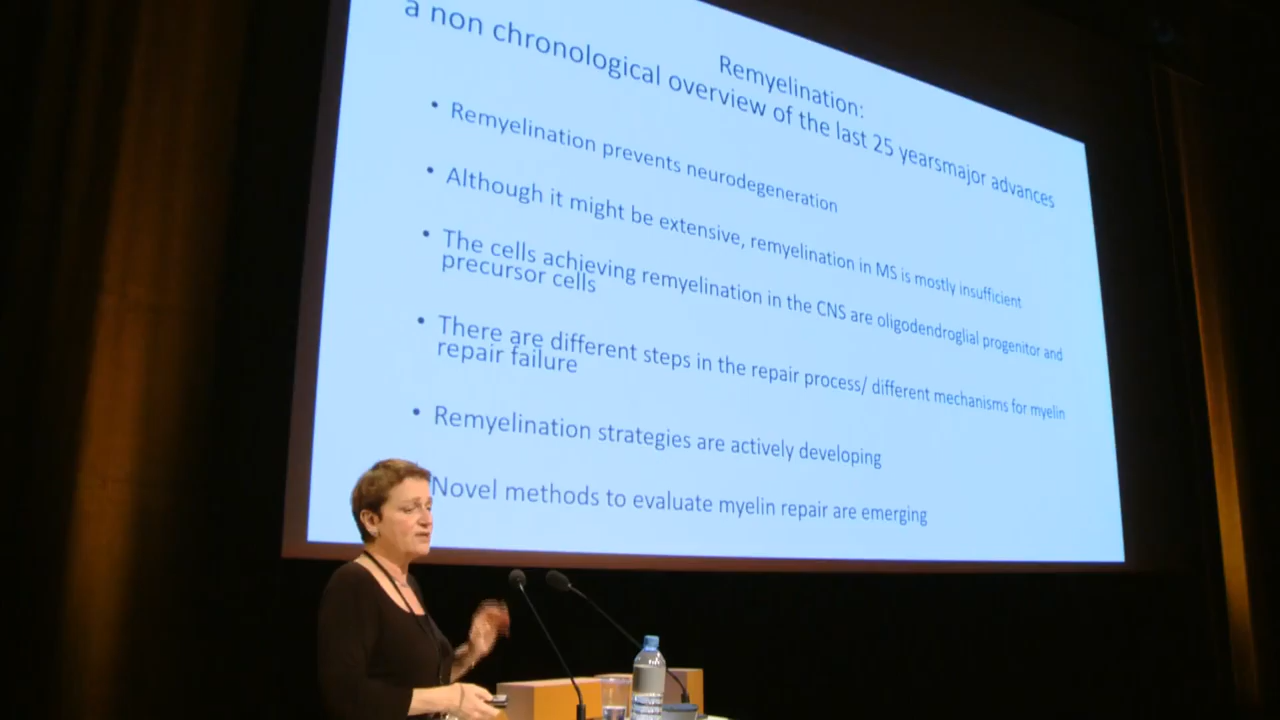 Remyelination:
a non chronological overview of the last 25 yearsmajor advances
• Remyelination prevents neurodegeneration
• Although it might be extensive, remyelination in MS is mostly insufficient
• The cells achieving remyelination in the CNS are oligodendroglial progenitor and
precursor cells
• There are different steps in the repair process/ different mechanisms for myelin
repair failure
• Remyelination strategies are actively developing
Novel methods to evaluate myelin repair are emerging